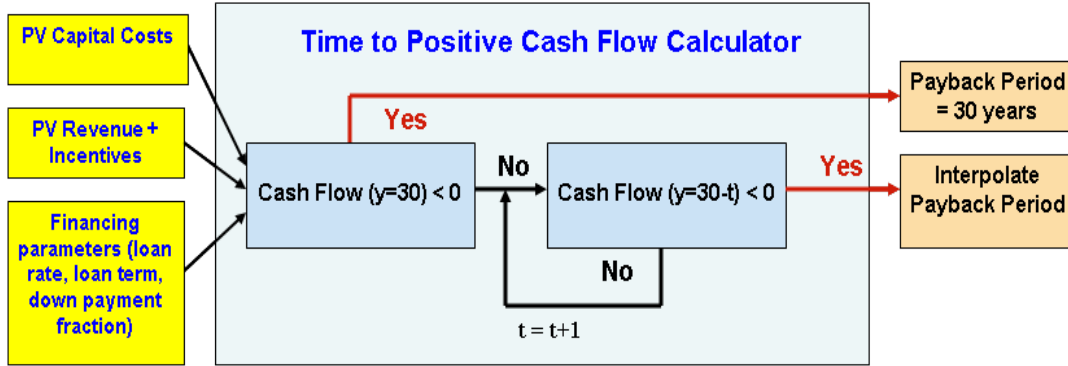 Time to Positive Cash Flow Calculator
PV Capital Costs
PV Revenue +
Incentives
Financing
parameters (loan
rate, loan term,
down payment
fraction)
Cash Flow (y=30) < 0
Yes
No
Cash Flow (y=30-t) < 0
No
t = t+1
Yes
Payback Period
= 30 years
Interpolate
Payback Period